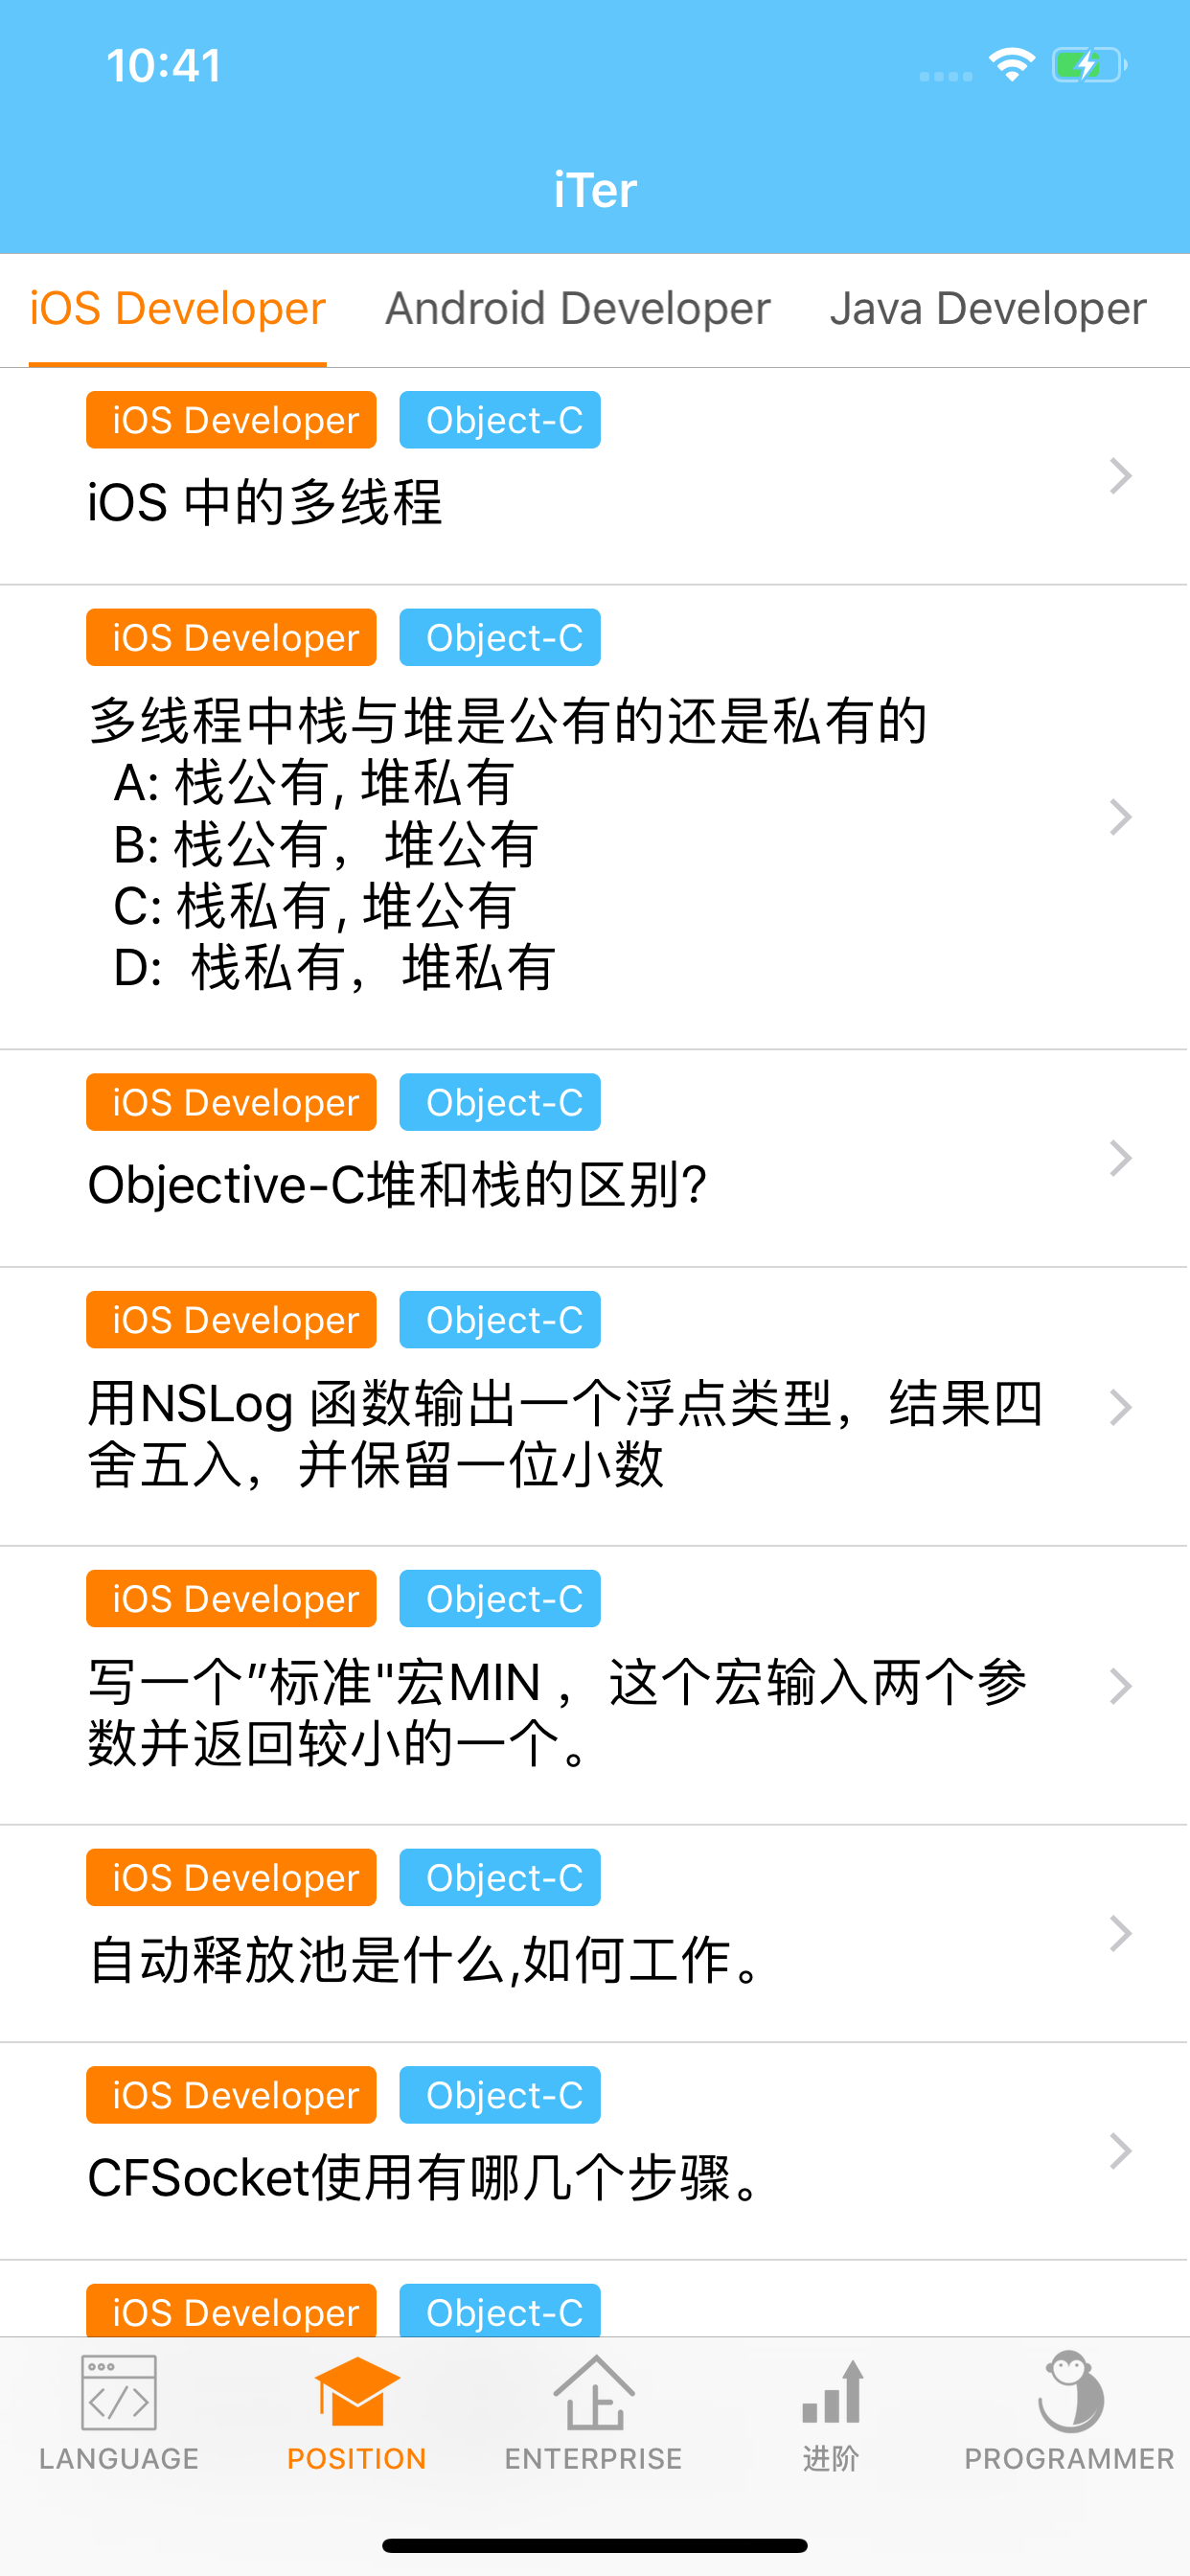 10:41
iTer
iOS Developer Android Developer Java Developer
iOS Developer Object-C
iOS 中的多线程
iOS Developer Object-C
多线程中栈与堆是公有的还是私有的
A: 栈公有, 堆私有
B: 栈公有，堆公有
C: 栈私有, 堆公有
D: 栈私有，堆私有
iOS Developer Object-C
Objective-C堆和栈的区别?
iOS Developer Object-C
用NSLog 函数输出一个浮点类型，结果四
舍五入，并保留一位小数
iOS Developer Object-C
写一个”标准"宏MIN ，这个宏输入两个参
数并返回较小的一个。
iOS Developer Object-C
自动释放池是什么,如何工作。
iOS Developer Object-C
CFSocket使用有哪几个步骤。
iOS Developer Object-C
LANGUAGE POSITION ENTERPRISE 进阶 PROGRAMMER